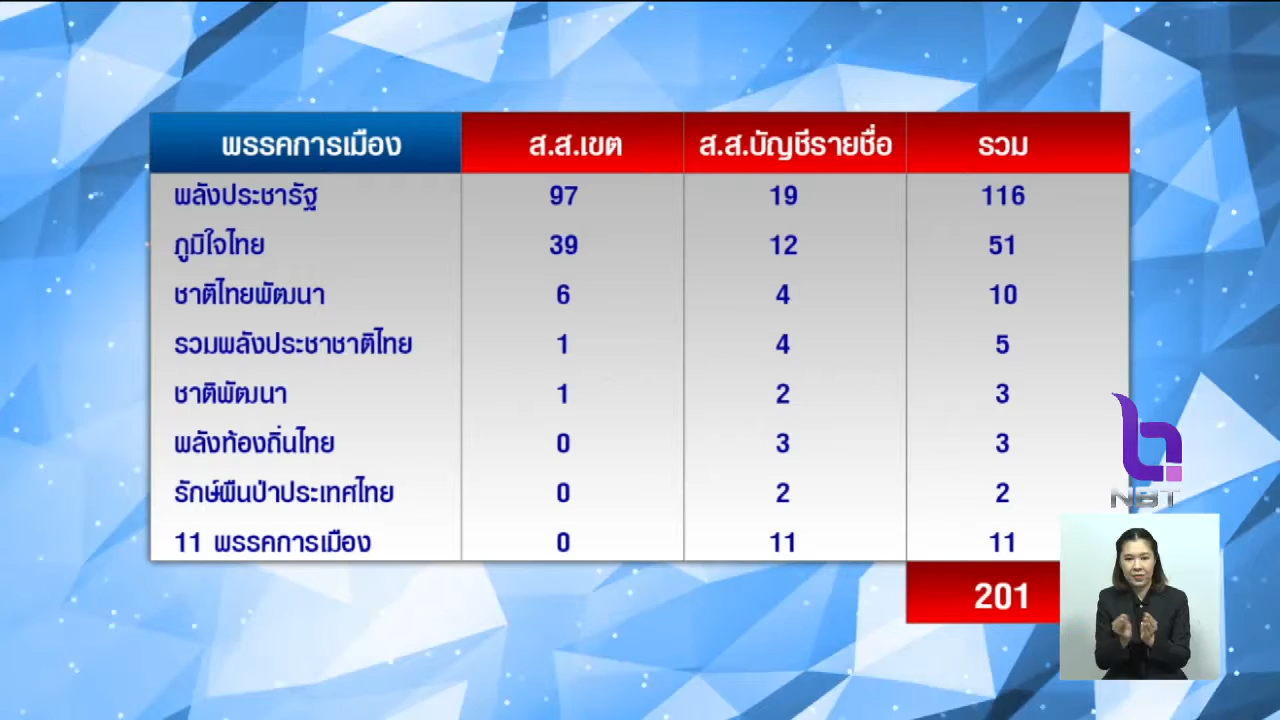 พรรคการเมือง ส.ส.เขต ส.ส.บัญชีรายชื่อ รวม
พลังประชารัฐ 97 19 116
ภูมิใจไทย 39 12 51
ชาติไทยพัฒนา 6 4 10
รวมพลังประชาชาติไทย 1 4 5
ชาติพัฒนา 1 2 3
พลังท้องถิ่นไทย 0 3 3
รักษ์ผืนป่าประเทศไทย 0 2 2
NBT
11 พรรคการเมือง 0 11 11
201